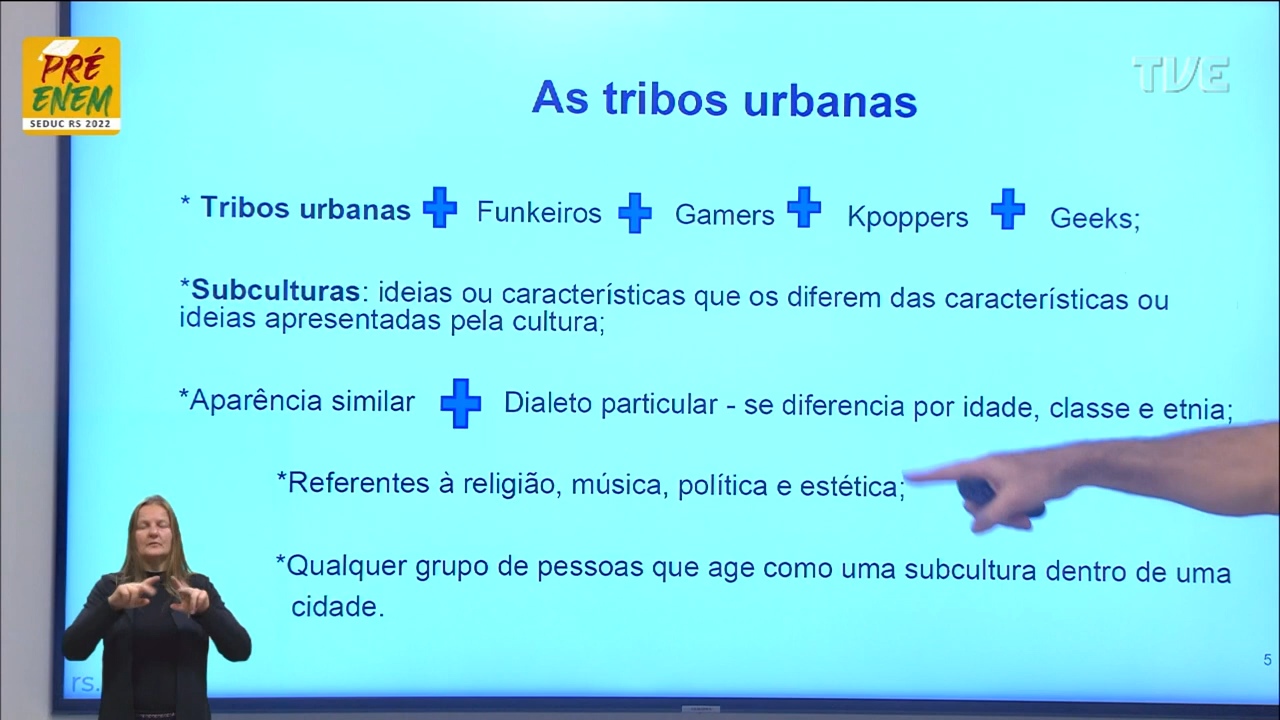 PRÉ
ENEM
SEDUC RS 2022
TVE
As tribos urbanas
* Tribos urbanas + Funkeiros + Gamers + Kpoppers + Geeks;
*Subculturas: ideias ou características que os diferem das características ou
ideias apresentadas pela cultura;
*Aparência similar + Dialeto particular - se diferencia por idade, classe e etnia;
*Referentes à religião, música, política e estética;
*Qualquer grupo de pessoas que age como uma subcultura dentro de uma
cidade.
5
rs.